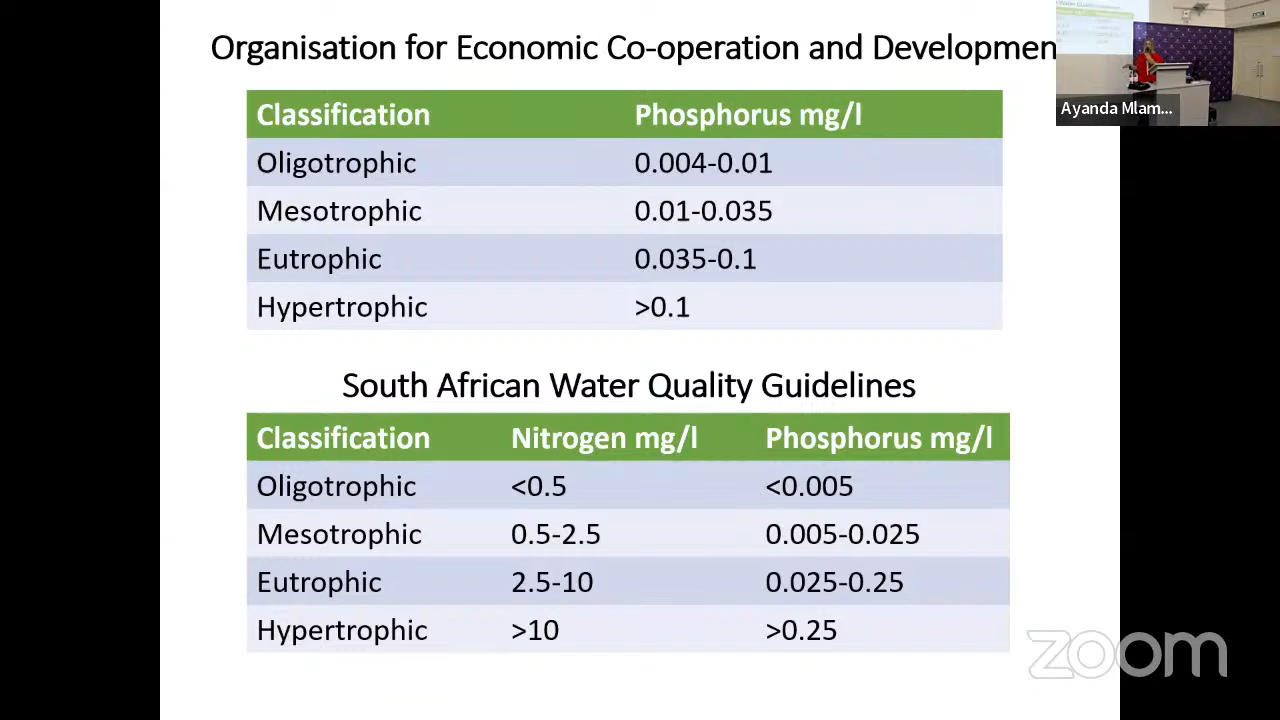 Organisation for Economic Co-operation and Developmen
Classification Phosphorus mg/l
Oligotrophic 0.004-0.01
Mesotrophic 0.01-0.035
Eutrophic 0.035-0.1
Hypertrophic >0.1
South African Water Quality Guidelines
Classification Nitrogen mg/l Phosphorus mg/l
Oligotrophic <0.5 <0.005
Mesotrophic 0.5-2.5 0.005-0.025
Eutrophic 2.5-10 0.025-0.25
Hypertrophic >10 >0.25
Ayanda Mlam...
zoom